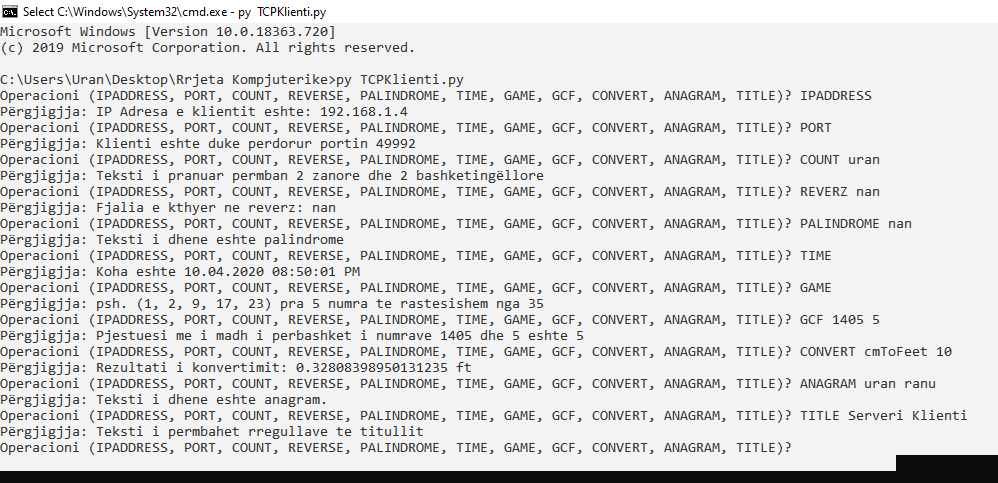 Select C:\Windows\System32\cmd.exe - py  TCPKlienti.py
Microsoft Windows [Version 10.0.18363.720]
(c) 2019 Microsoft Corporation. All rights reserved.
C:\Users\Uran\Desktop\Rrjeta Kompjuterike>py TCPKlienti.py
Operacioni (IPADDRESS, PORT, COUNT, REVERSE, PALINDROME, TIME, GAME, GCF, CONVERT, ANAGRAM, TITLE)? IPADDRESS
Përgjigjja: IP Adresa e klientit eshte: 192.168.1.4
Operacioni (IPADDRESS, PORT, COUNT, REVERSE, PALINDROME, TIME, GAME, GCF, CONVERT, ANAGRAM, TITLE)? PORT
Përgjigjja: Klienti eshte duke perdorur portin 49992
Operacioni (IPADDRESS, PORT, COUNT, REVERSE, PALINDROME, TIME, GAME, GCF, CONVERT, ANAGRAM, TITLE)? COUNT uran
Përgjigjja: Teksti i pranuar permban 2 zanore dhe 2 bashketingëllore
Operacioni (IPADDRESS, PORT, COUNT, REVERSE, PALINDROME, TIME, GAME, GCF, CONVERT, ANAGRAM, TITLE)? REVERZ nan
Përgjigjja: Fjalia e kthyer ne reverz: nan
Operacioni (IPADDRESS, PORT, COUNT, REVERSE, PALINDROME, TIME, GAME, GCF, CONVERT, ANAGRAM, TITLE)? PALINDROME nan
Përgjigjja: Teksti i dhene eshte palindrome
Operacioni (IPADDRESS, PORT, COUNT, REVERSE, PALINDROME, TIME, GAME, GCF, CONVERT, ANAGRAM, TITLE)? TIME
Përgjigjja: Koha eshte 10.04.2020 08:50:01 PM
Operacioni (IPADDRESS, PORT, COUNT, REVERSE, PALINDROME, TIME, GAME, GCF, CONVERT, ANAGRAM, TITLE)? GAME
Përgjigjja: psh. (1, 2, 9, 17, 23) pra 5 numra te rastesishem nga 35
Operacioni (IPADDRESS, PORT, COUNT, REVERSE, PALINDROME, TIME, GAME, GCF, CONVERT, ANAGRAM, TITLE)? GCF 1405 5
Përgjigjja: Pjestuesi me i madh i perbashket i numrave 1405 dhe 5 eshte 5
Operacioni (IPADDRESS, PORT, COUNT, REVERSE, PALINDROME, TIME, GAME, GCF, CONVERT, ANAGRAM, TITLE)? CONVERT cmToFeet 10
Përgjigjja: Rezultati i konvertimit: 0.32808398950131235 ft
Operacioni (IPADDRESS, PORT, COUNT, REVERSE, PALINDROME, TIME, GAME, GCF, CONVERT, ANAGRAM, TITLE)? ANAGRAM uran ranu
Përgjigjja: Teksti i dhene eshte anagram.
Operacioni (IPADDRESS, PORT, COUNT, REVERSE, PALINDROME, TIME, GAME, GCF, CONVERT, ANAGRAM, TITLE)? TITLE Serveri Klienti
Përgjigjja: Teksti i permbahet rregullave te titullit
Operacioni (IPADDRESS, PORT, COUNT, REVERSE, PALINDROME, TIME, GAME, GCF, CONVERT, ANAGRAM, TITLE)?